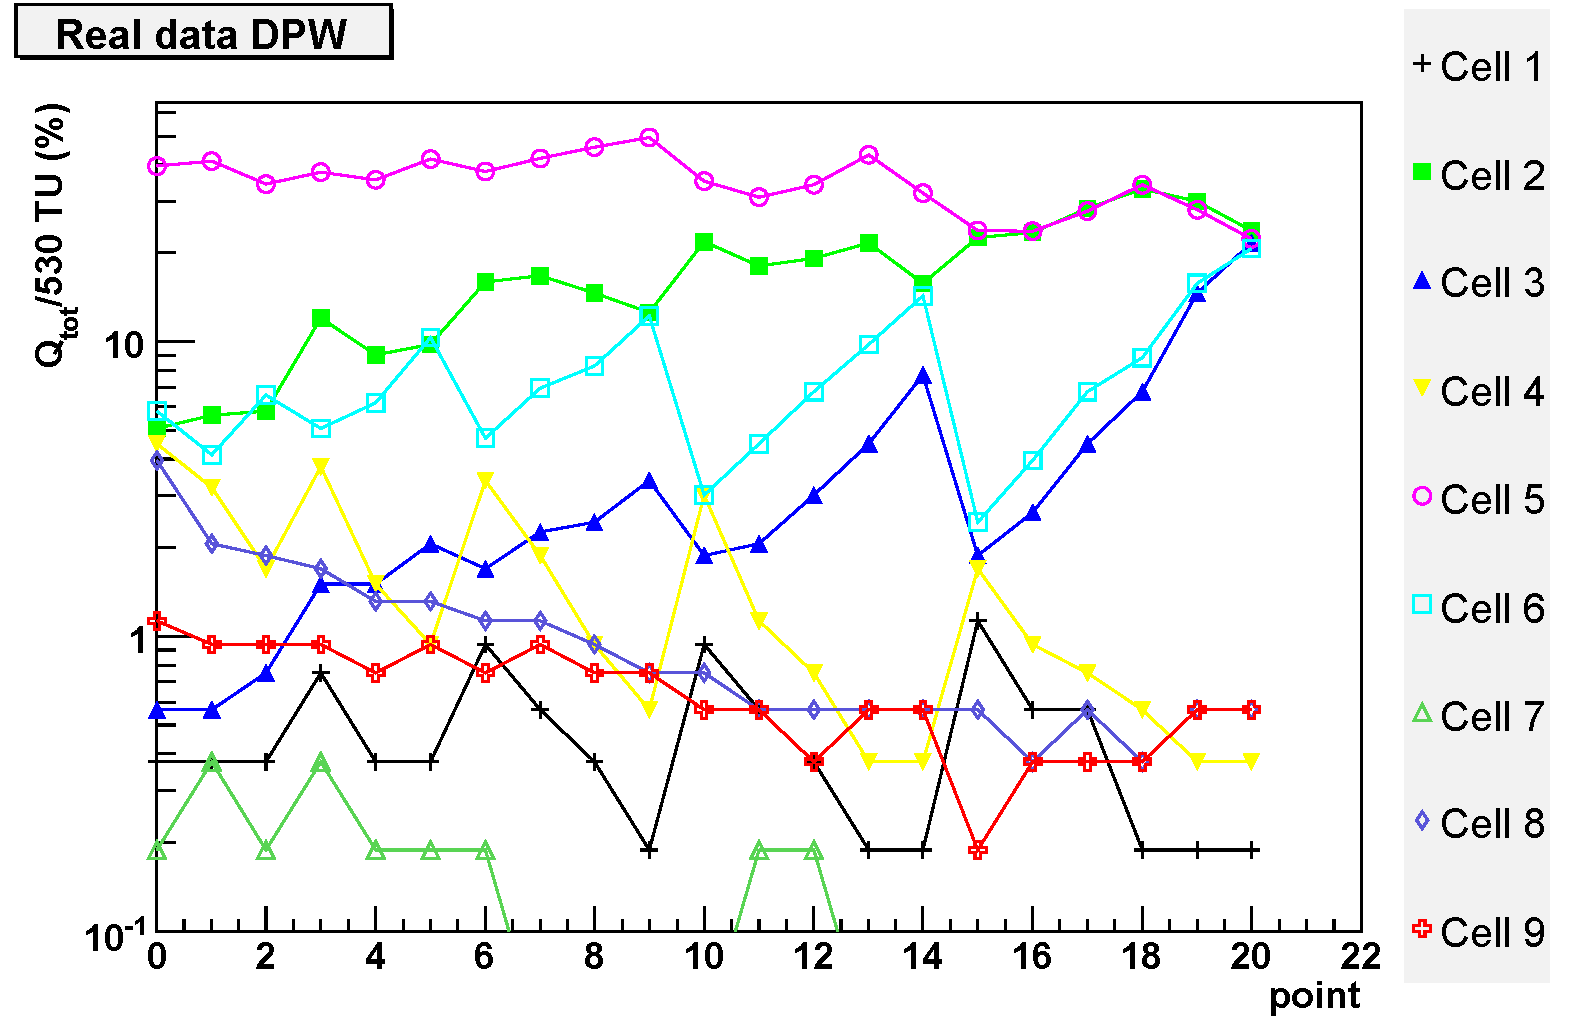 Real data DPW
Qtot/530 TU (%)
10
1
10-1
0 2 4 6 8 10 12 14 16 18 20 22
point
Cell 1
Cell 2
Cell 3
Cell 4
Cell 5
Cell 6
Cell 7
Cell 8
Cell 9